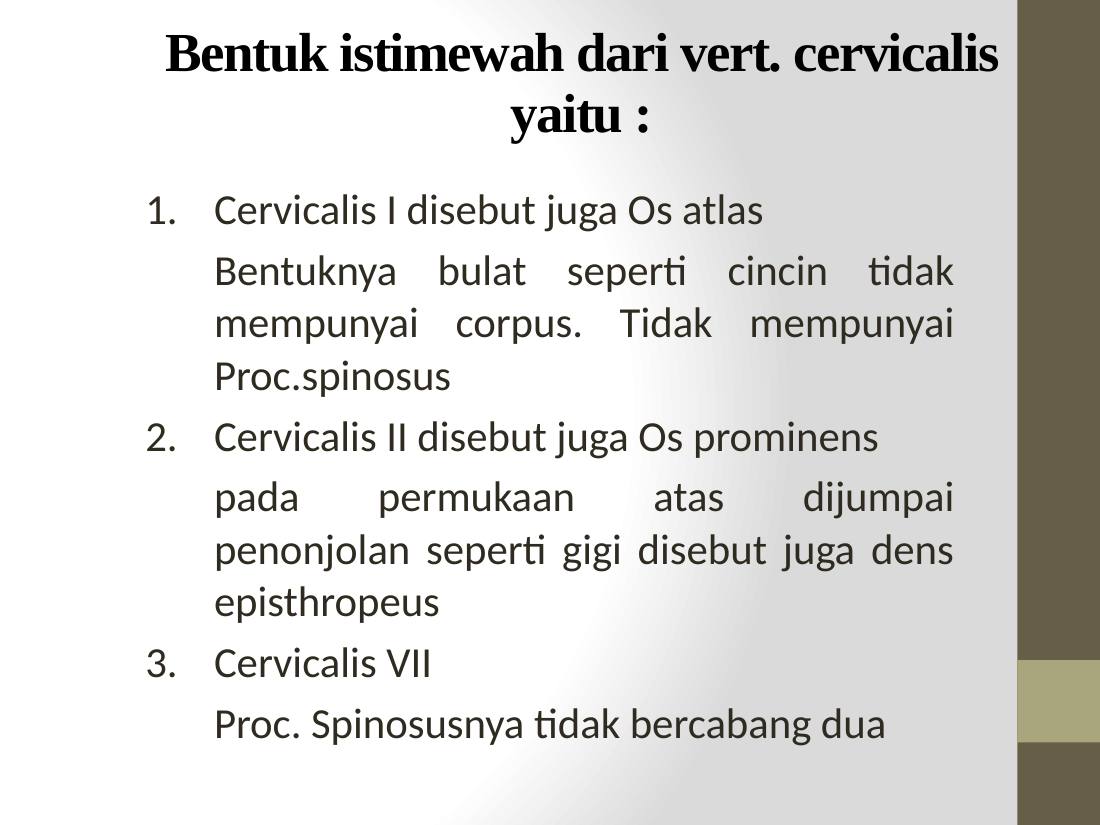 Bentuk istimewah dari vert. cervicalis
yaitu :
1. Cervicalis I disebut juga Os atlas
Bentuknya bulat seperti cincin tidak
mempunyai corpus. Tidak mempunyai
Proc.spinosus
2. Cervicalis II disebut juga Os prominens
pada permukaan atas dijumpai
penonjolan seperti gigi disebut juga dens
episthropeus
3. Cervicalis VII
Proc. Spinosusnya tidak bercabang dua